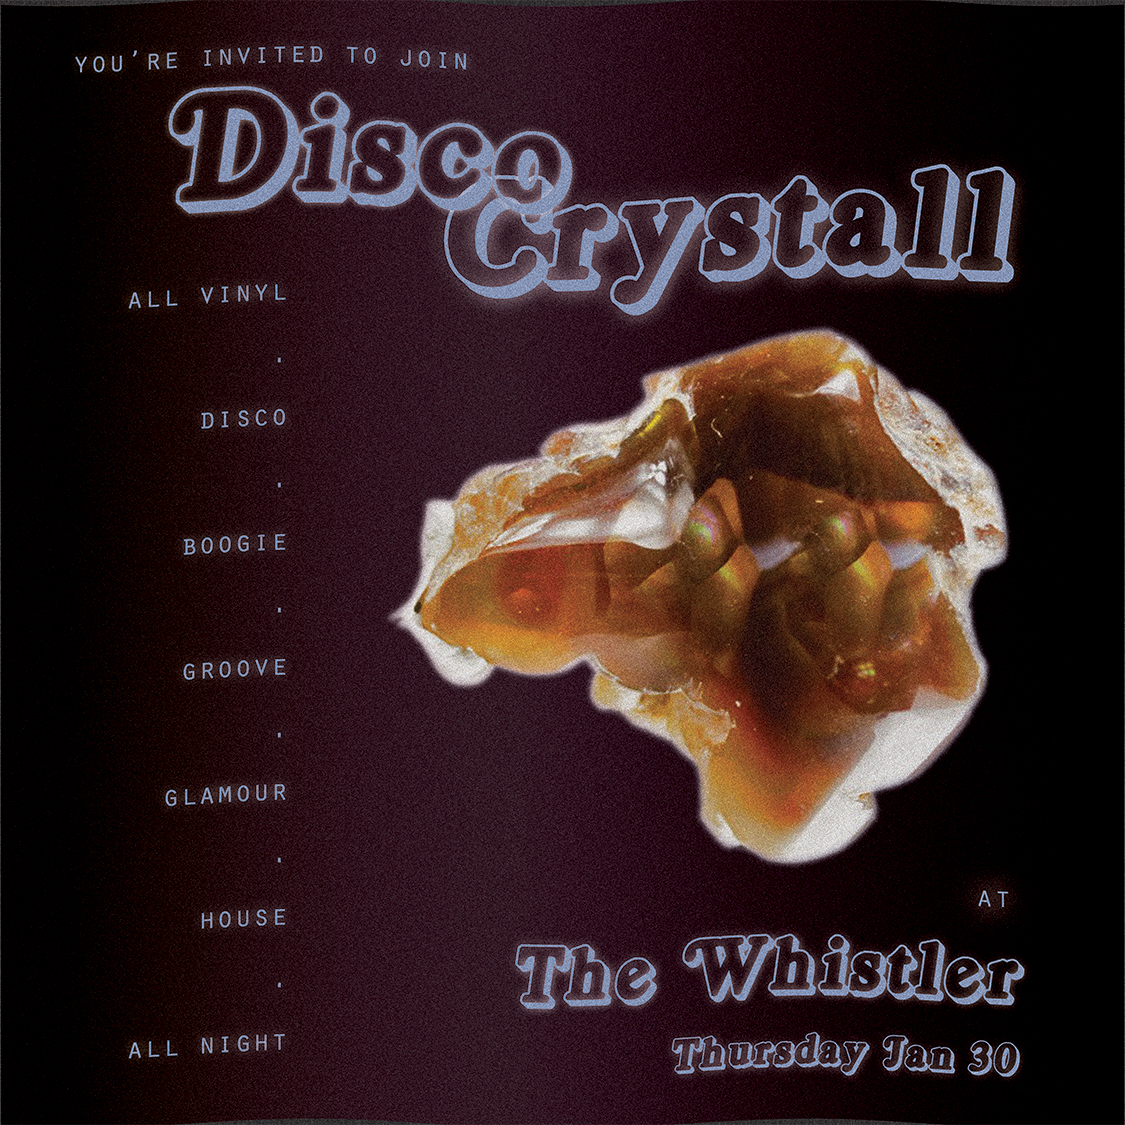 YOU'RE INVITED TO JOIN
Disco
Crystall
ALL VINYL
.
DISCO
.
BOOGIE
.
GROOVE
.
GLAMOUR
.
HOUSE
.
ALL NIGHT
AT
The Whistler
Thursday Jan 30